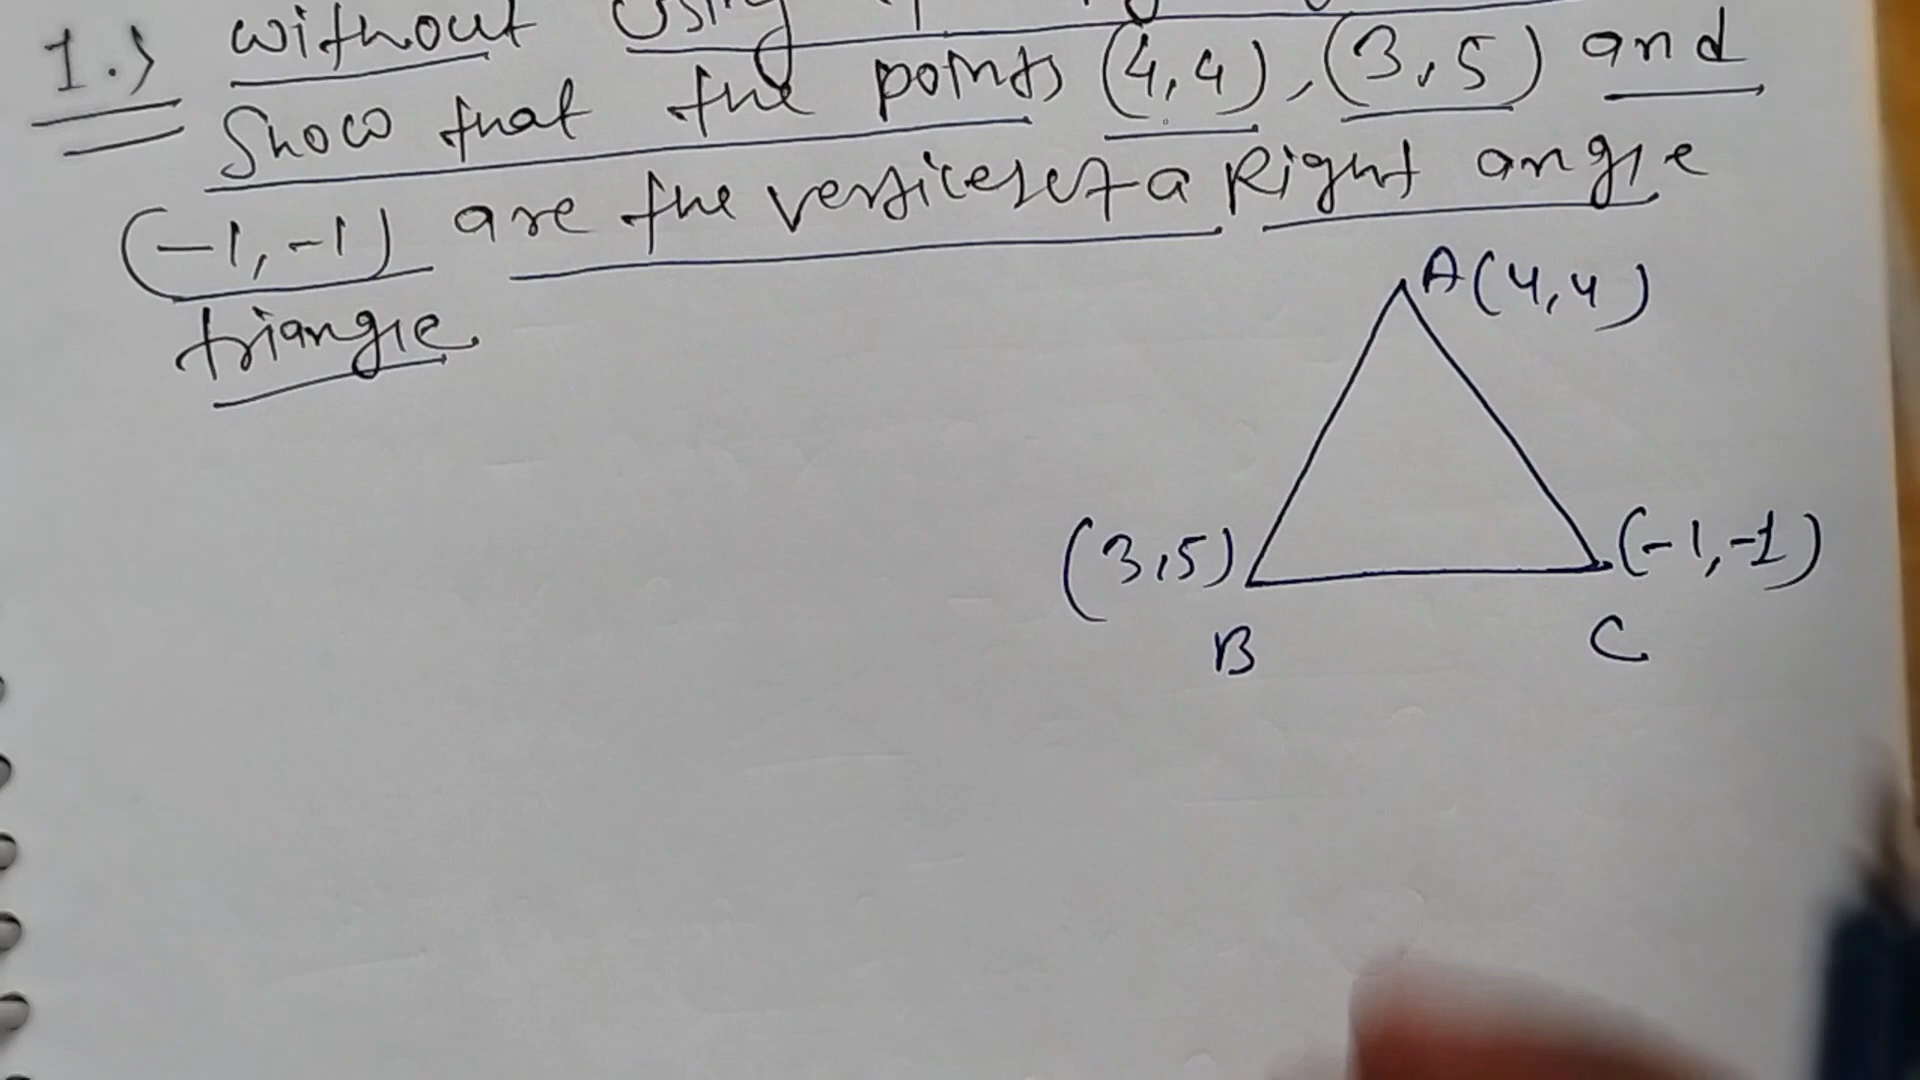 1.) without using
Show that the points (4,4), (3,5) and
(-1,-1) are the vertices of a Right angle
triangle
A(4,4)
(3,5)
(-1,-1)
B
C